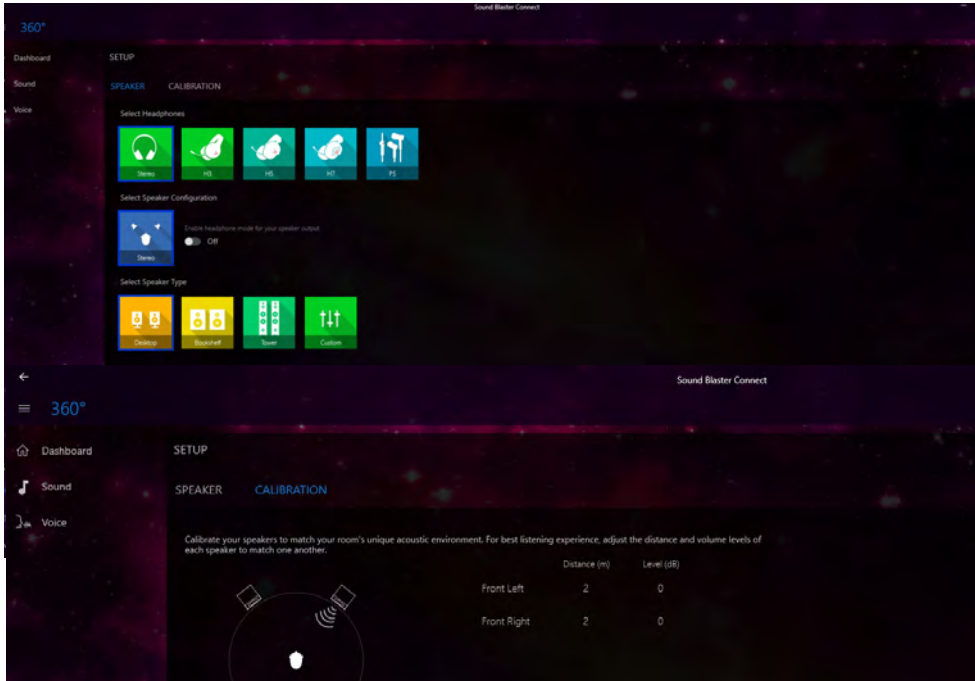 Sound Blaster Connect
360°
Dashboard
Sound
Voice
SETUP
SPEAKER CALIBRATION
Select Headphones
Stereo H3 H5 H7 P5
Select Speaker Configuration
Enable headphone mode for your speaker output
Off
Stereo
Select Speaker Type
Desktop Bookshelf Tower Custom
Sound Blaster Connect
360°
Dashboard
Sound
Voice
SETUP
SPEAKER CALIBRATION
Calibrate your speakers to match your room's unique acoustic environment. For best listening experience, adjust the distance and volume levels of
each speaker to match one another.
Distance (m) Level (dB)
Front Left 2 0
Front Right 2 0